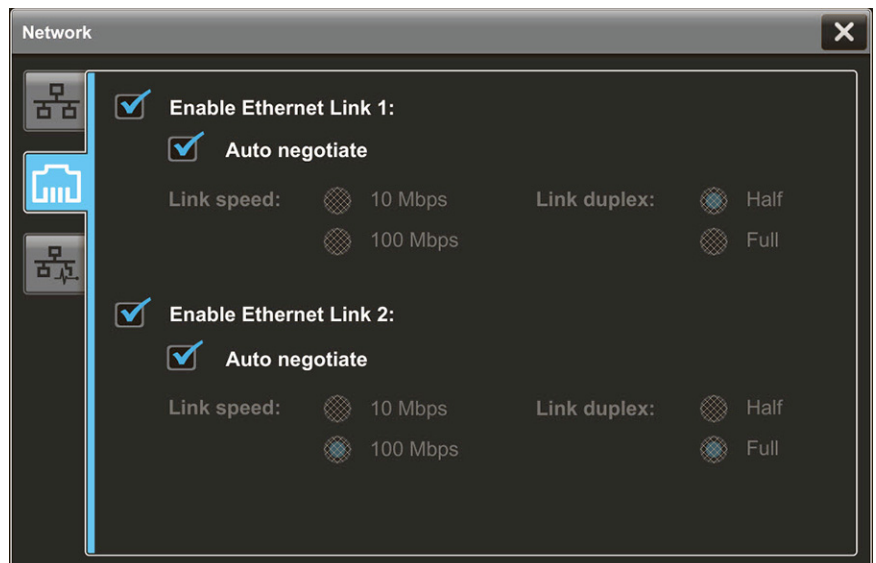 Network
Enable Ethernet Link 1:
Auto negotiate
Link speed: 10 Mbps Link duplex: Half
100 Mbps Full
Enable Ethernet Link 2:
Auto negotiate
Link speed: 10 Mbps Link duplex: Half
100 Mbps Full